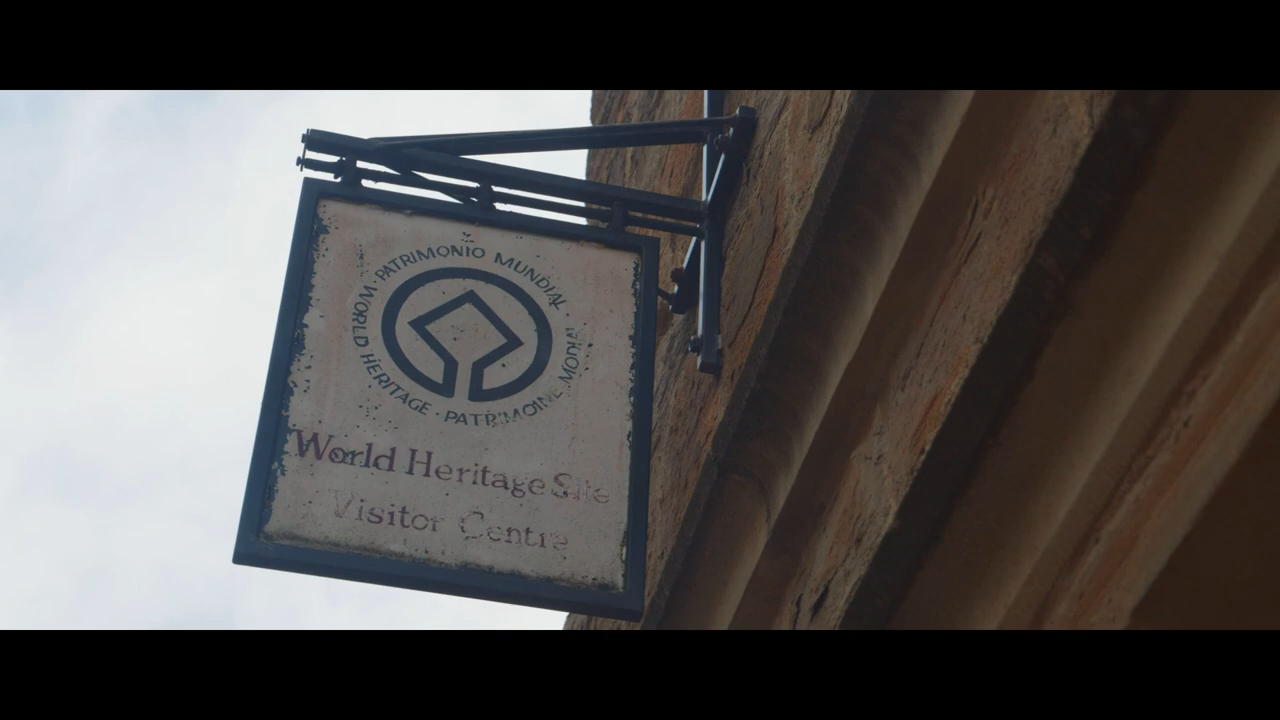 WORLD HERITAGE · PATRIMONIO MUNDIAL · PATRIMOINE MONDIAL
World Heritage Site
Visitor Centre